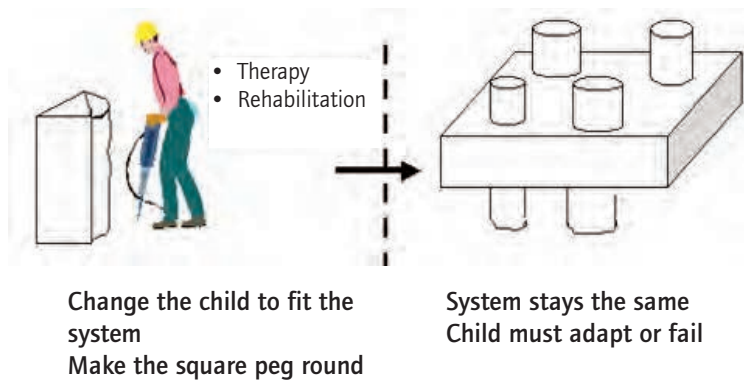 • Therapy
• Rehabilitation
Change the child to fit the
system
Make the square peg round
System stays the same
Child must adapt or fail